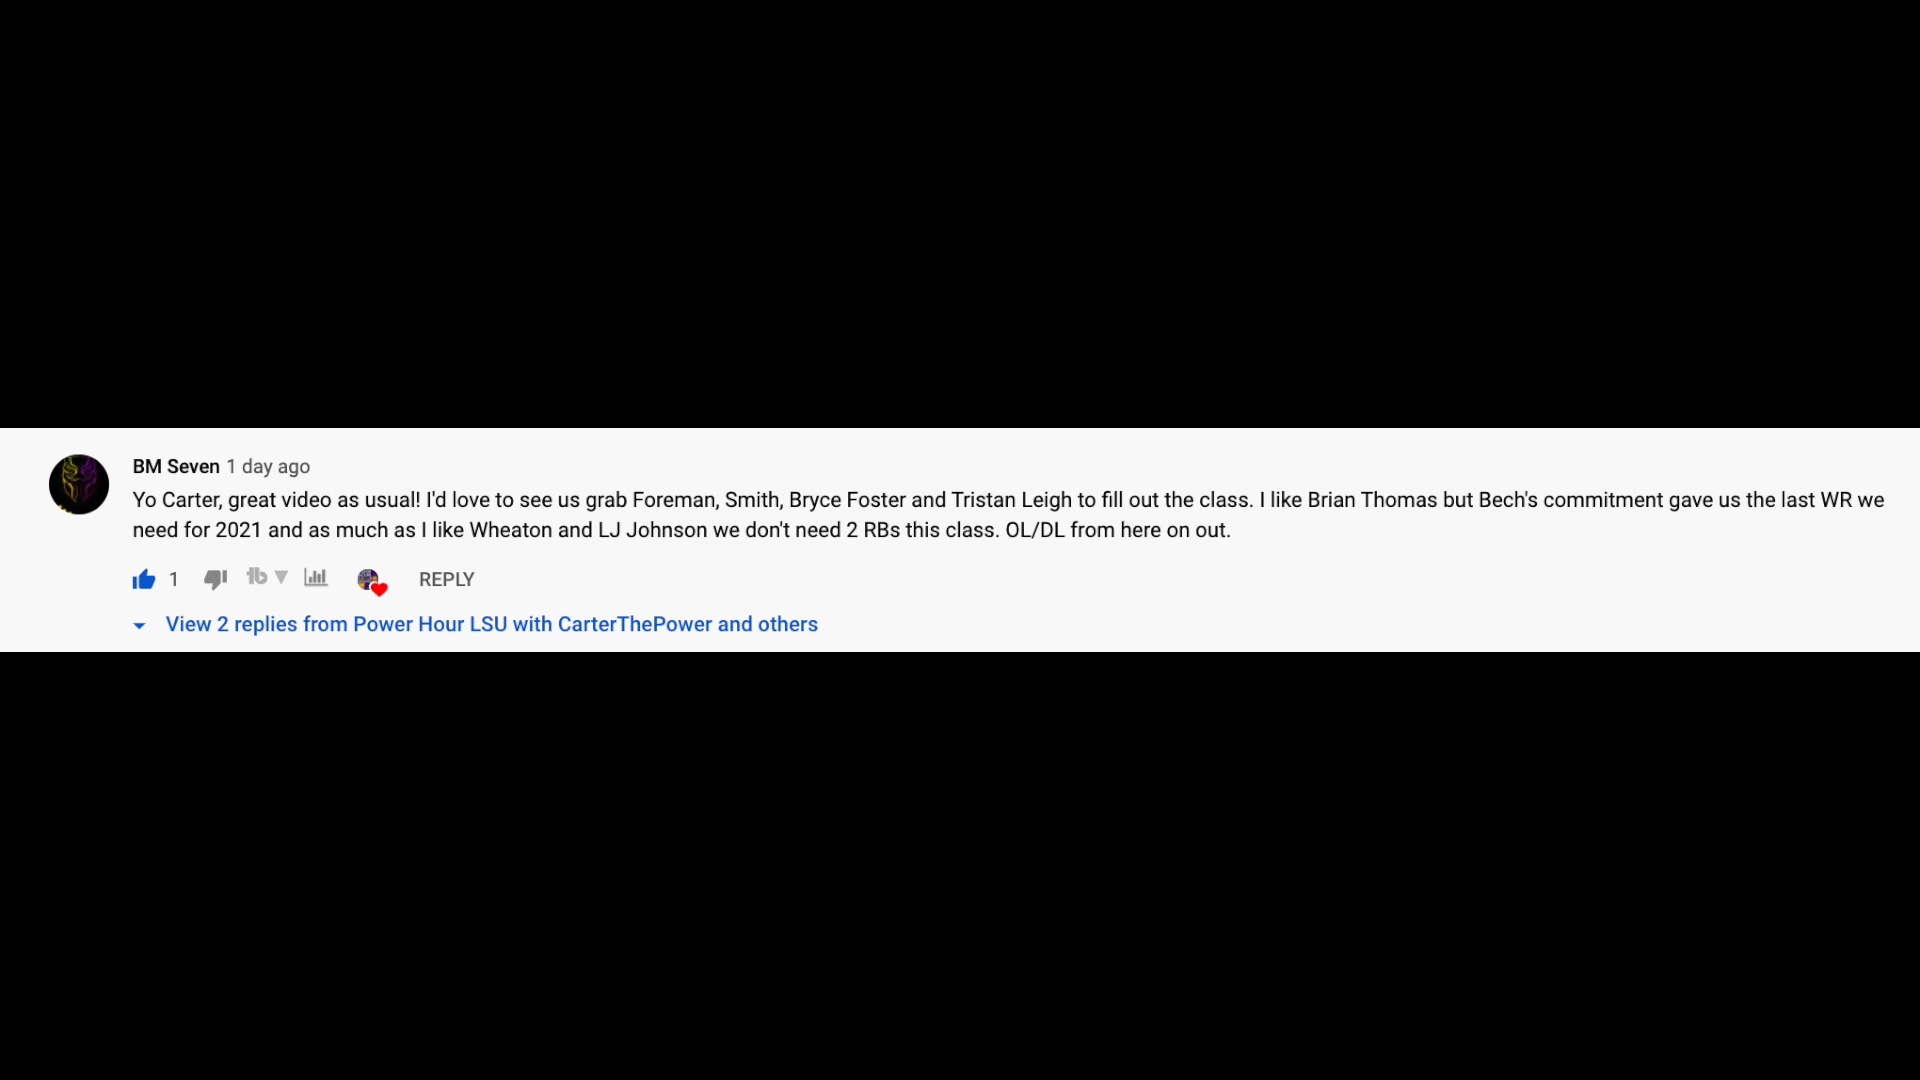 BM Seven 1 day ago
Yo Carter, great video as usual! I'd love to see us grab Foreman, Smith, Bryce Foster and Tristan Leigh to fill out the class. I like Brian Thomas but Bech's commitment gave us the last WR we
need for 2021 and as much as I like Wheaton and LJ Johnson we don't need 2 RBs this class. OL/DL from here on out.
1 tb REPLY
View 2 replies from Power Hour LSU with CarterThePower and others